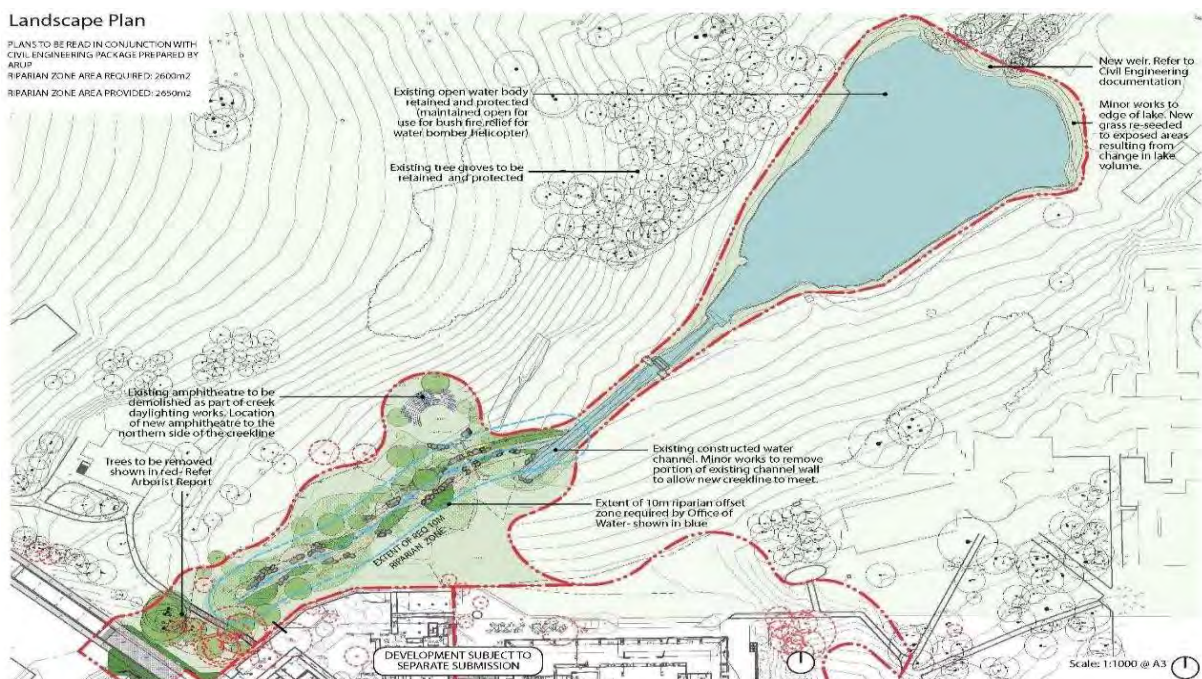 Landscape Plan
PLANS TO BE READ IN CONJUNCTION WITH
CIVIL ENGINEERING PACKAGE PREPARED BY
ARUP
RIPARIAN ZONE AREA REQUIRED: 2600m2
RIPARIAN ZONE AREA PROVIDED: 2650m2
Existing open water body
retained and protected
(maintained open for
use for bush fire relief for
water bomber helicopter)
Existing tree groves to be
retained and protected
New weir. Refer to
Civil Engineering
documentation
Minor works to
edge of lake. New
grass re-seeded
to exposed areas
resulting from
change in lake
volume.
Existing amphitheatre to be
demolished as part of creek
daylighting works. Location
of new amphitheatre to the
northern side of the creekline
Trees to be removed
shown in red- Refer
Arborist Report
Existing constructed water
channel. Minor works to remove
portion of existing channel wall
to allow new creekline to meet.
Extent of 10m riparian offset
zone required by Office of
Water- shown in blue
EXTENT OF REQ 10M
RIPARIAN ZONE
DEVELOPMENT SUBJECT TO
SEPARATE SUBMISSION
Scale: 1:1000 @ A3